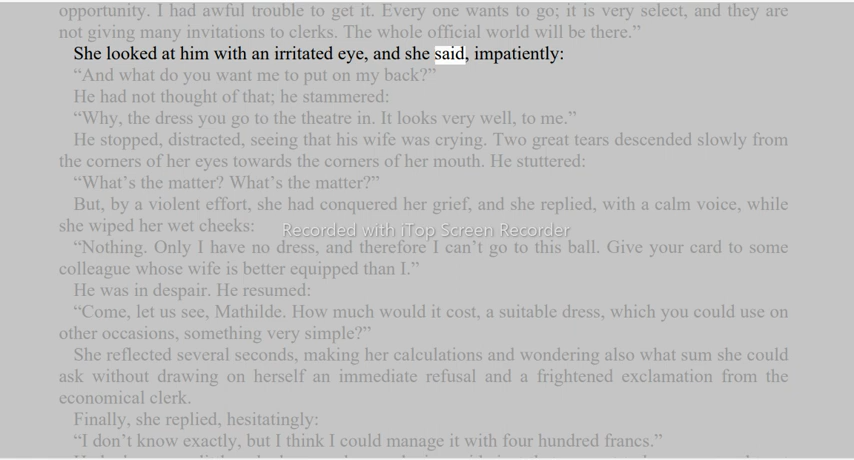 opportunity. I had awful trouble to get it. Every one wants to go; it is very select, and they are
not giving many invitations to clerks. The whole official world will be there.”
She looked at him with an irritated eye, and she said, impatiently:
“And what do you want me to put on my back?”
He had not thought of that; he stammered:
“Why, the dress you go to the theatre in. It looks very well, to me.”
He stopped, distracted, seeing that his wife was crying. Two great tears descended slowly from
the corners of her eyes towards the corners of her mouth. He stuttered:
“What’s the matter? What’s the matter?”
But, by a violent effort, she had conquered her grief, and she replied, with a calm voice, while
she wiped her wet cheeks:
Recorded with iTop Screen Recorder
“Nothing. Only I have no dress, and therefore I can’t go to this ball. Give your card to some
colleague whose wife is better equipped than I.”
He was in despair. He resumed:
“Come, let us see, Mathilde. How much would it cost, a suitable dress, which you could use on
other occasions, something very simple?”
She reflected several seconds, making her calculations and wondering also what sum she could
ask without drawing on herself an immediate refusal and a frightened exclamation from the
economical clerk.
Finally, she replied, hesitatingly:
“I don’t know exactly, but I think I could manage it with four hundred francs.”